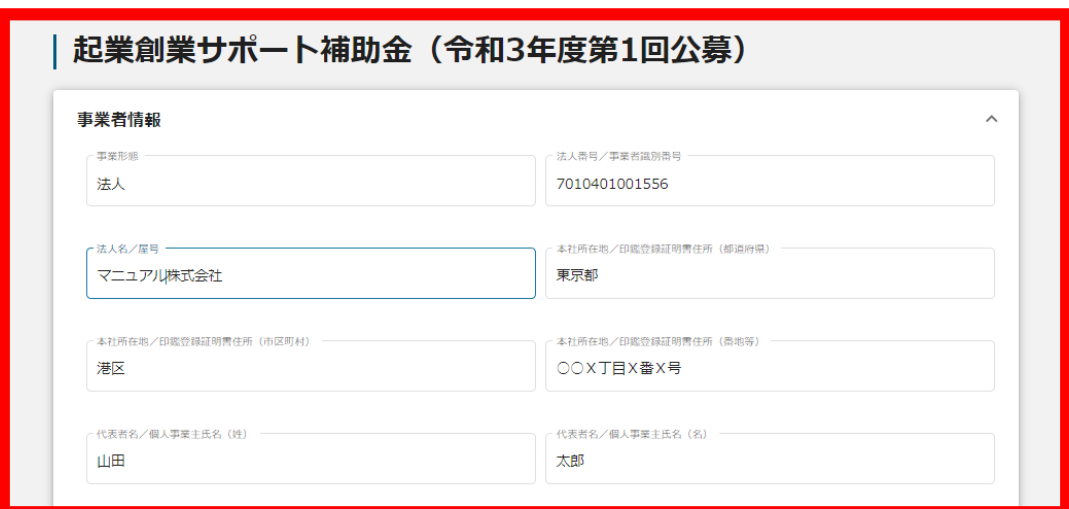 起業創業サポート補助金（令和3年度第1回公募）
事業者情報
事業形態
法人番号／事業者識別番号
法人
7010401001556
法人名／屋号
本社所在地／印鑑登録証明書住所（都道府県）
マニュアル株式会社
東京都
本社所在地／印鑑登録証明書住所（市区町村）
本社所在地／印鑑登録証明書住所（番地等）
港区
○○X丁目X番X号
代表者名／個人事業主氏名（姓）
代表者名／個人事業主氏名（名）
山田
太郎